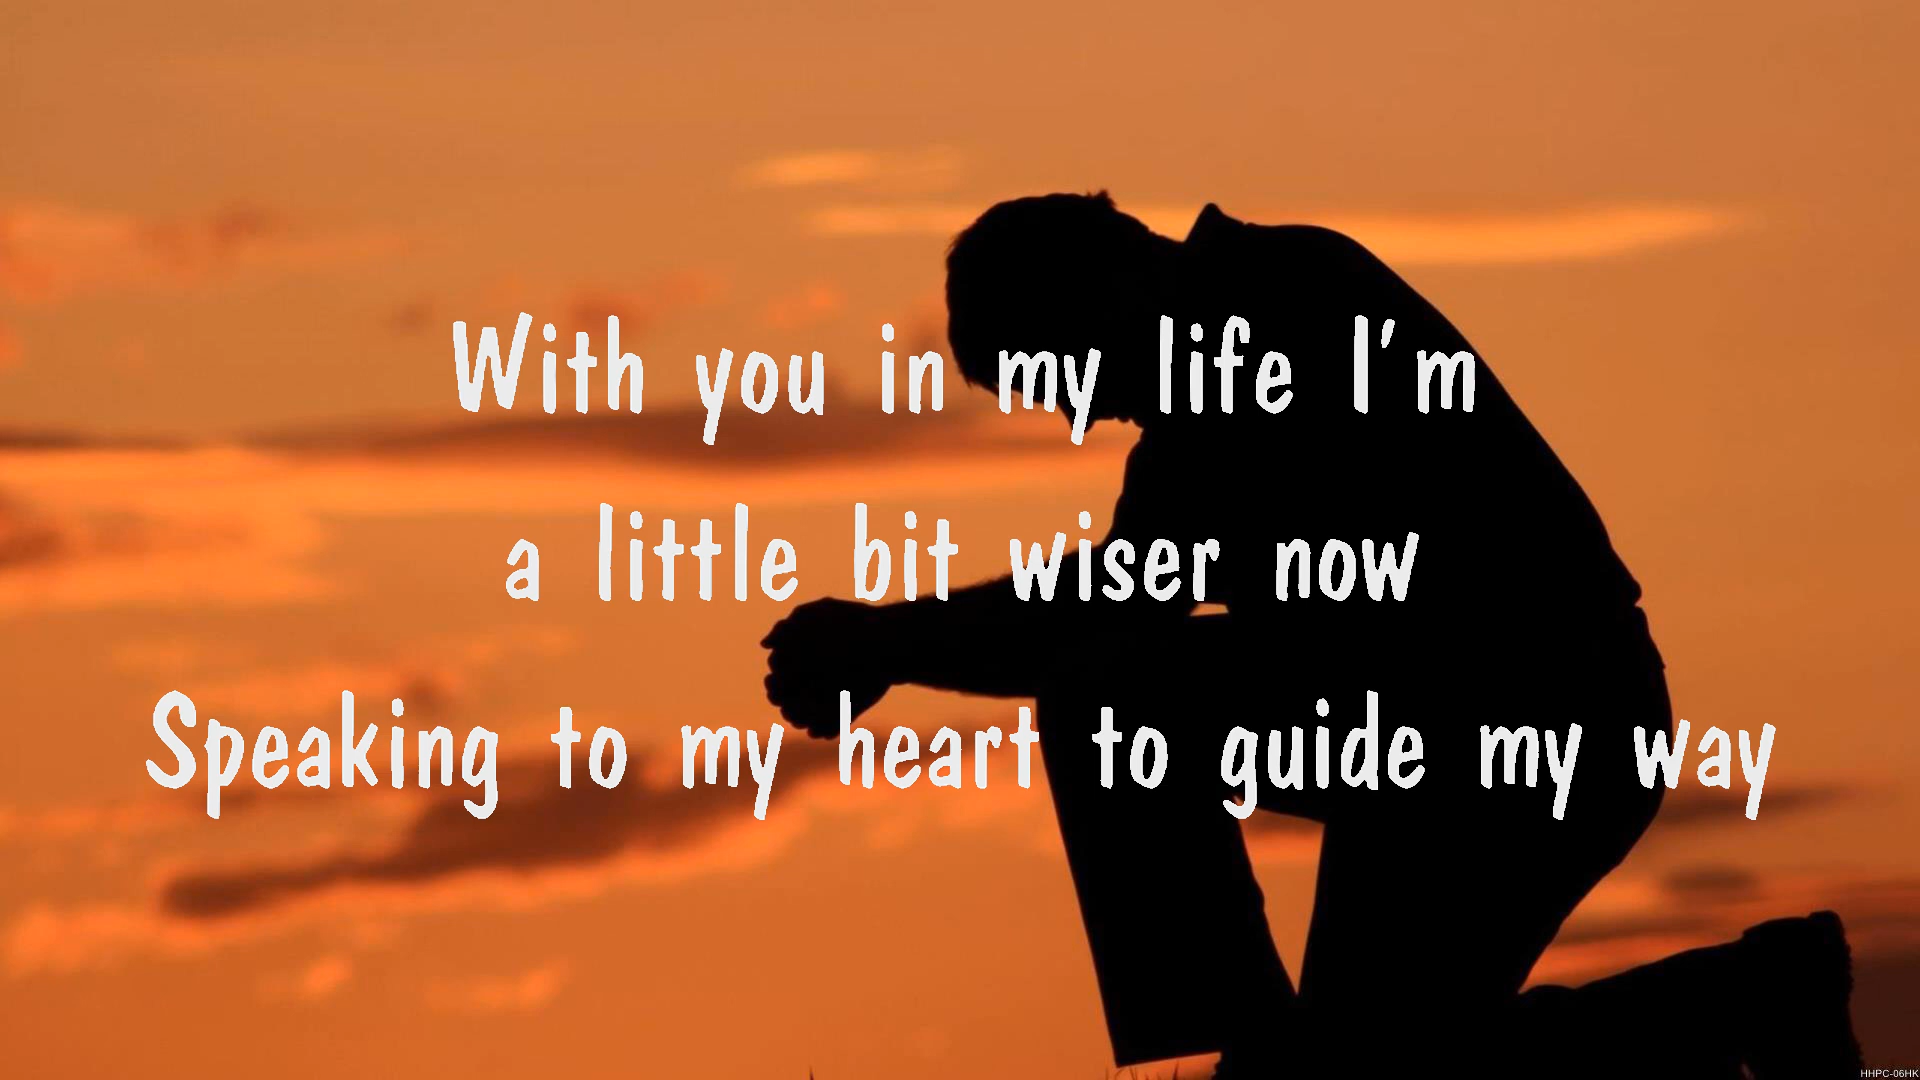 With you in my life I'm
a little bit wiser now
Speaking to my heart to guide my way
HHPC-06HK